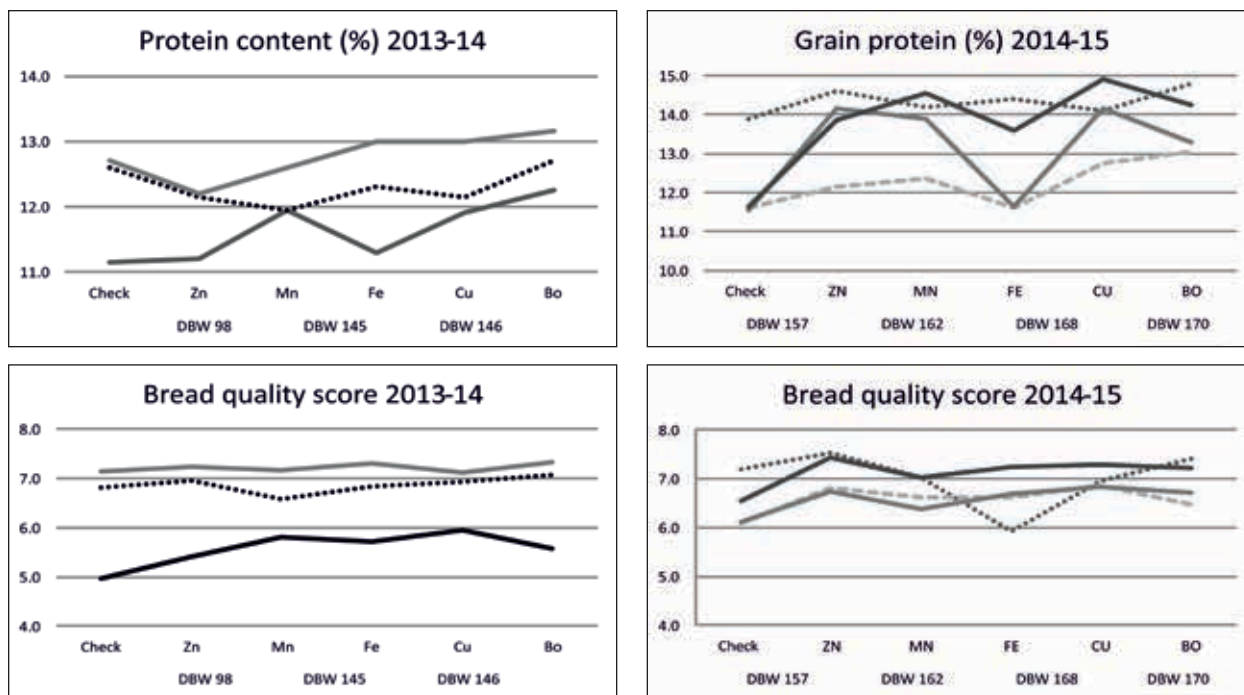 Protein content (%) 2013-14
14.0
13.0
12.0
11.0
Check Zn Mn Fe Cu Bo
DBW 98 DBW 145 DBW 146
Grain protein (%) 2014-15
15.0
14.0
13.0
12.0
11.0
10.0
Check ZN MN FE CU BO
DBW 157 DBW 162 DBW 168 DBW 170
Bread quality score 2013-14
8.0
7.0
6.0
5.0
4.0
Check Zn Mn Fe Cu Bo
DBW 98 DBW 145 DBW 146
Bread quality score 2014-15
8.0
7.0
6.0
5.0
4.0
Check ZN MN FE CU BO
DBW 157 DBW 162 DBW 168 DBW 170